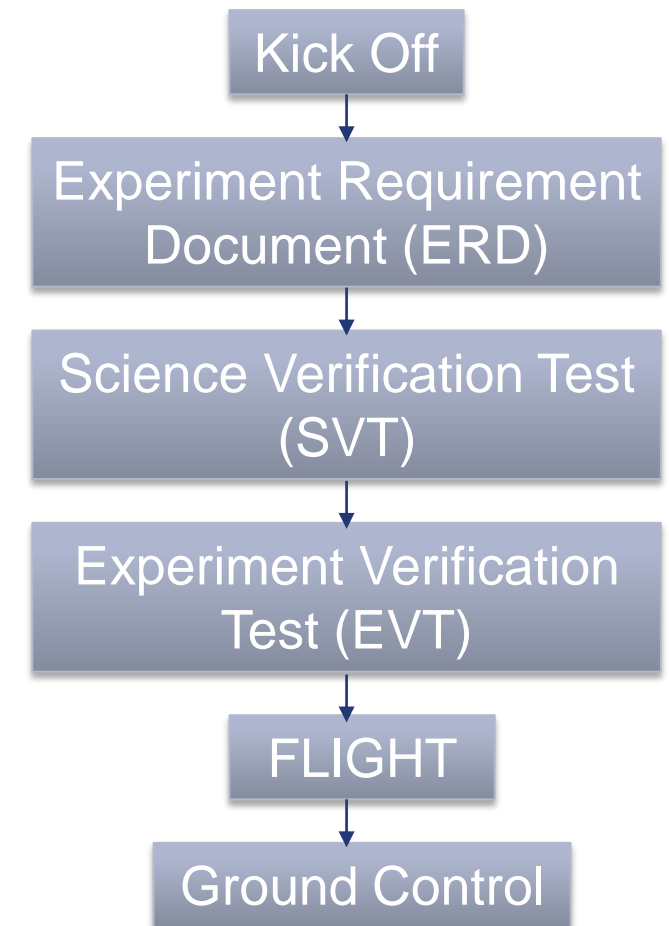 Kick Off
Experiment Requirement
Document (ERD)
Science Verification Test
(SVT)
Experiment Verification
Test (EVT)
FLIGHT
Ground Control